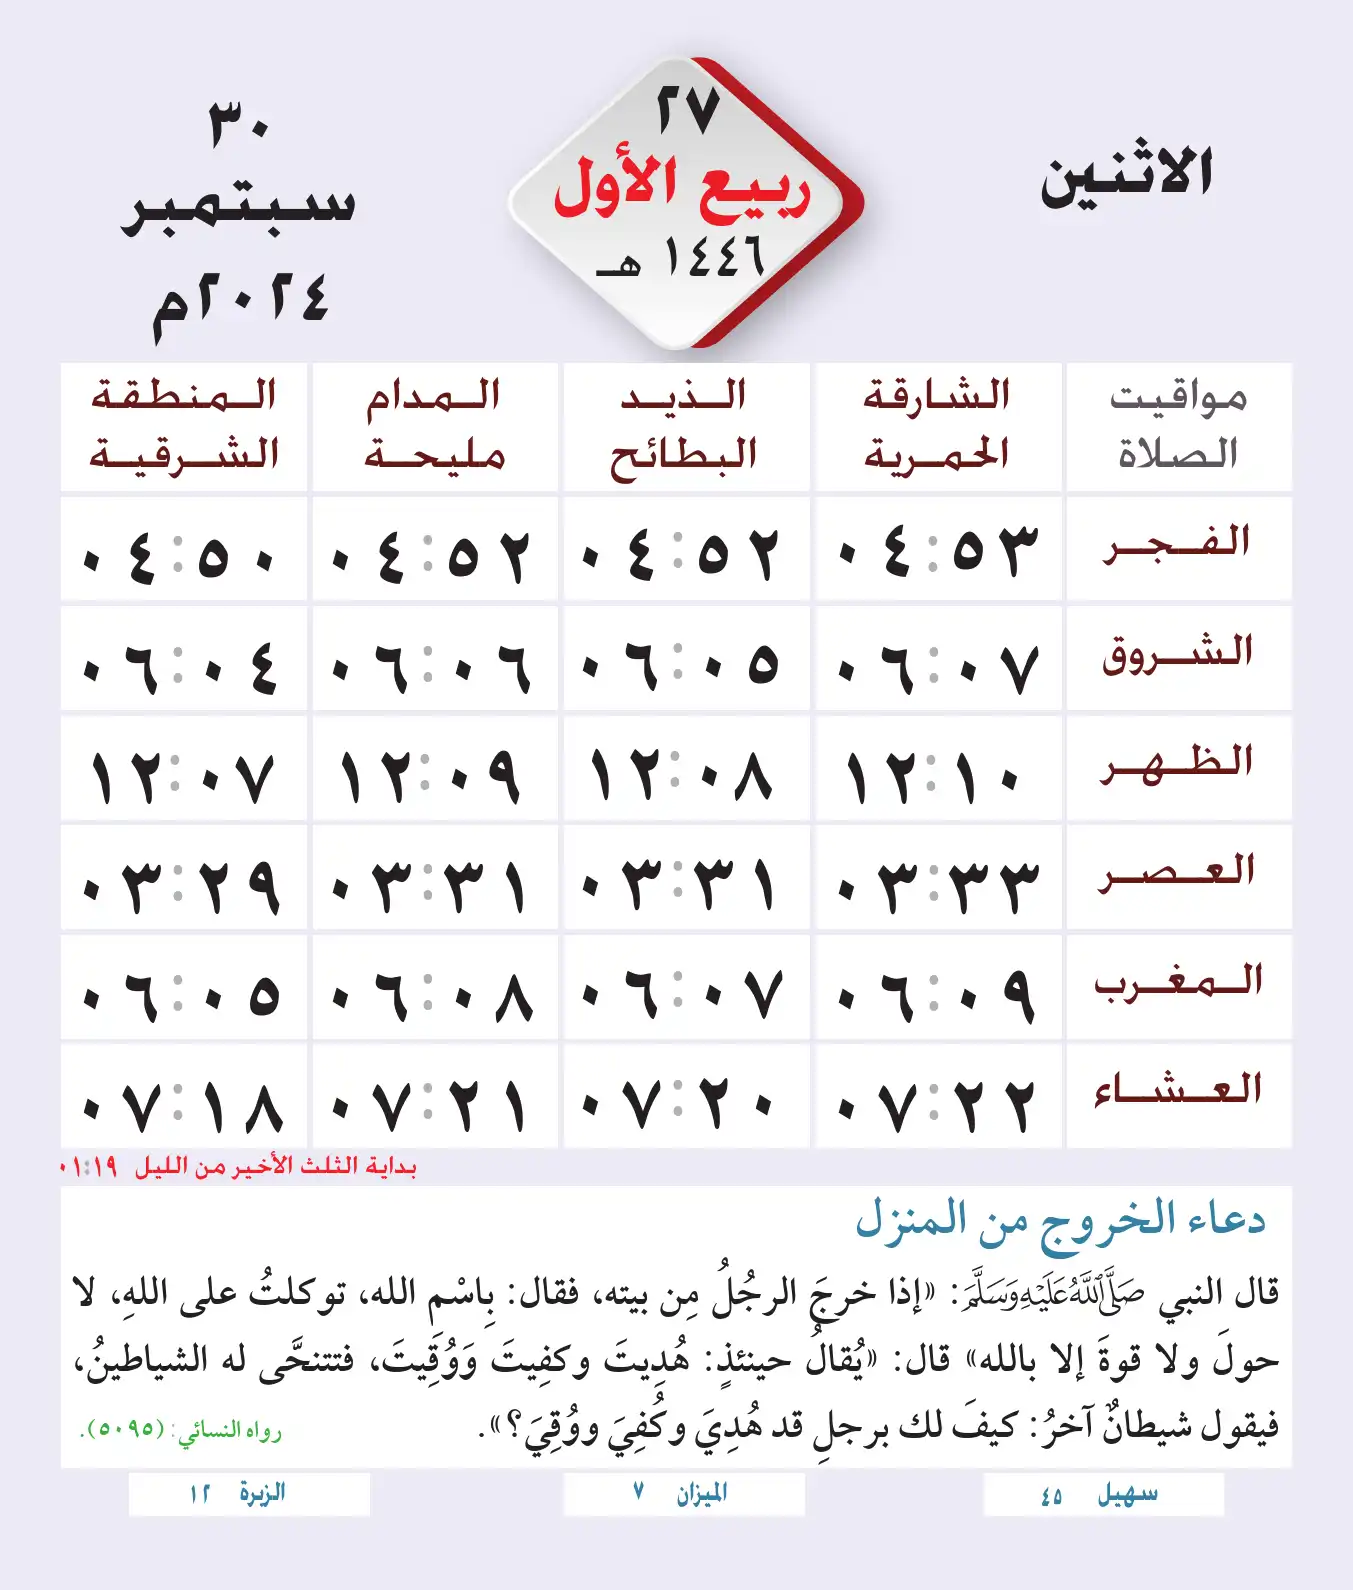 الاثنين
٢٧
ربيع الأول
١٤٤٦ هـ
٣٠
سبتمبر
٢٠٢٤م
مواقيت الصلاة	الشارقة الحمرية	الذيد البطائح	المدام مليحة	المنطقة الشرقية
الفجر	٠٤:٥٣	٠٤:٥٢	٠٤:٥٢	٠٤:٥٠
الشروق	٠٦:٠٧	٠٦:٠٥	٠٦:٠٦	٠٦:٠٤
الظهر	١٢:١٠	١٢:٠٨	١٢:٠٩	١٢:٠٧
العصر	٠٣:٣٣	٠٣:٣١	٠٣:٣١	٠٣:٢٩
المغرب	٠٦:٠٩	٠٦:٠٧	٠٦:٠٨	٠٦:٠٥
العشاء	٠٧:٢٢	٠٧:٢٠	٠٧:٢١	٠٧:١٨
بداية الثلث الأخير من الليل ٠١:١٩
دعاء الخروج من المنزل
قال النبي صَلَّى اللَّهُ عَلَيْهِ وَسَلَّمَ: «إذا خرجَ الرجُلُ مِن بيته، فقال: بِاسْمِ الله، توكلتُ على اللهِ، لا
حولَ ولا قوةَ إلا بالله» قال: «يُقالُ حينئذٍ: هُدِيتَ وكفِيتَ وَوُقِيتَ، فتتنحَّى له الشياطينُ،
فيقول شيطانٌ آخرُ: كيفَ لك برجلِ قد هُدِيَ وكُفِيَ ووُقِيَ؟».
رواه النسائي: (٥٠٩٥).
سهيل ٤٥
الميزان ٧
الزبرة ١٢